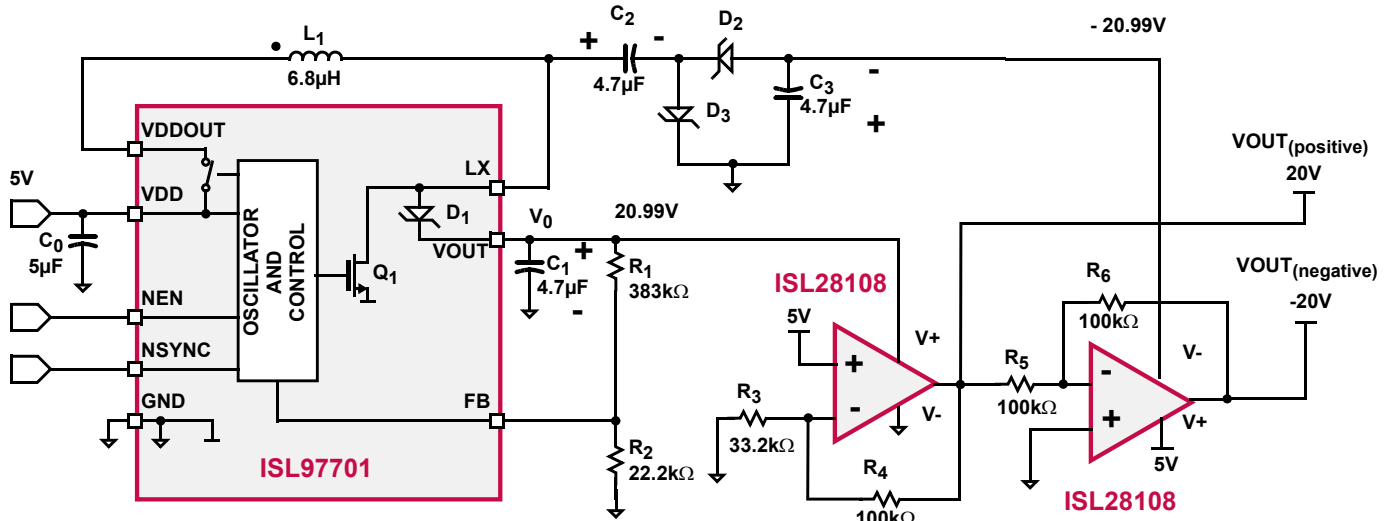 L1
6.8µH
C2
+ -
4.7µF
D2
D3
C3
4.7µF
-
+
- 20.99V
VDDOUT
5V
VDD
C0
5µF
NEN
NSYNC
GND
OSCILLATOR
AND
CONTROL
LX
D1
Q1
VOUT
FB
ISL97701
V0
20.99V
C1
4.7µF
+
-
R1
383kΩ
R2
22.2kΩ
ISL28108
5V
+
-
V+
V-
R3
33.2kΩ
R4
100kΩ
R5
100kΩ
R6
100kΩ
-
+
V-
V+
5V
ISL28108
VOUT(positive)
20V
VOUT(negative)
-20V